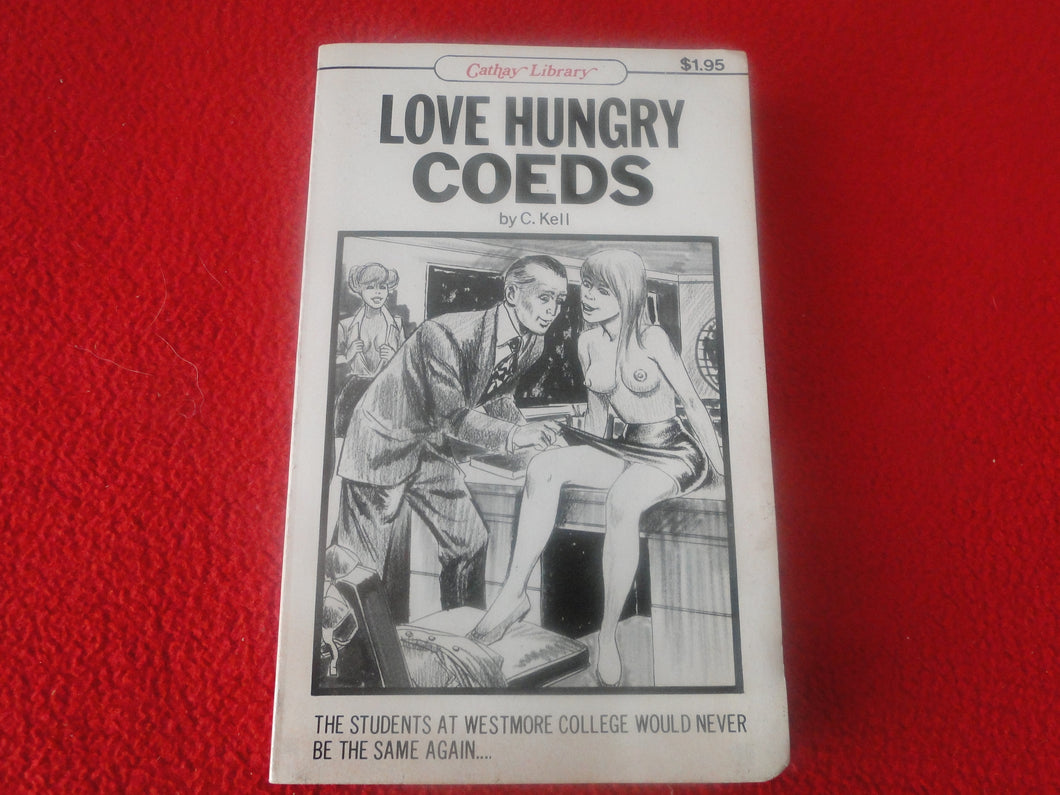 Cathay Library
$1.95
LOVE HUNGRY
COEDS
by C. Kell
THE STUDENTS AT WESTMORE COLLEGE WOULD NEVER
BE THE SAME AGAIN....